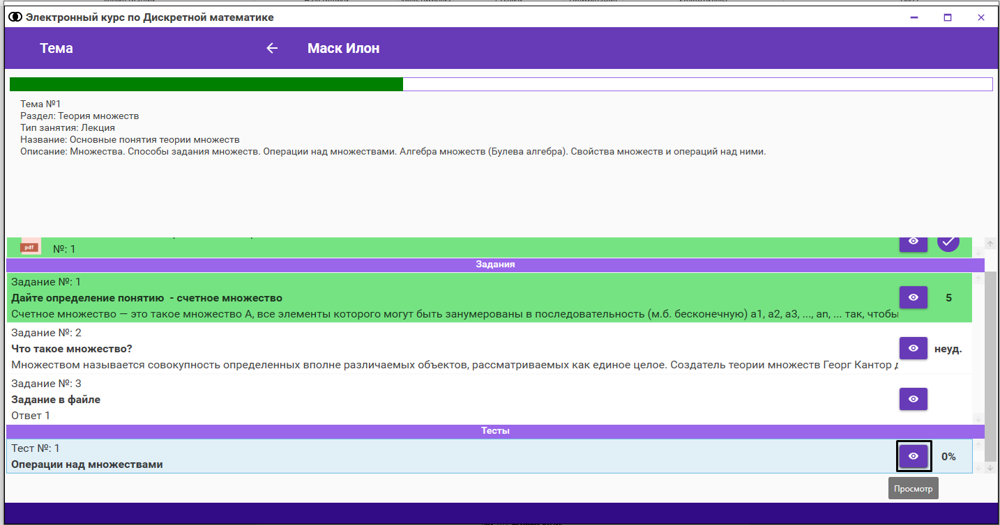 Электронный курс по Дискретной математике
Тема
Маск Илон
Тема №1
Раздел: Теория множеств
Тип занятия: Лекция
Название: Основные понятия теории множеств
Описание: Множества. Способы задания множеств. Операции над множествами. Алгебра множеств (Булева алгебра). Свойства множеств и операций над ними.
pdf
№: 1
Задания
Задание №: 1
Дайте определение понятию - счетное множество
Счетное множество — это такое множество А, все элементы которого могут быть занумерованы в последовательность (м.б. бесконечную) а1, а2, а3, ..., аn, ... так, чтобы
5
Задание №: 2
Что такое множество?
Множеством называется совокупность определенных вполне различаемых объектов, рассматриваемых как единое целое. Создатель теории множеств Георг Кантор д
неуд.
Задание №: 3
Задание в файле
Ответ 1
Тесты
Тест №: 1
Операции над множествами
0%
Просмотр